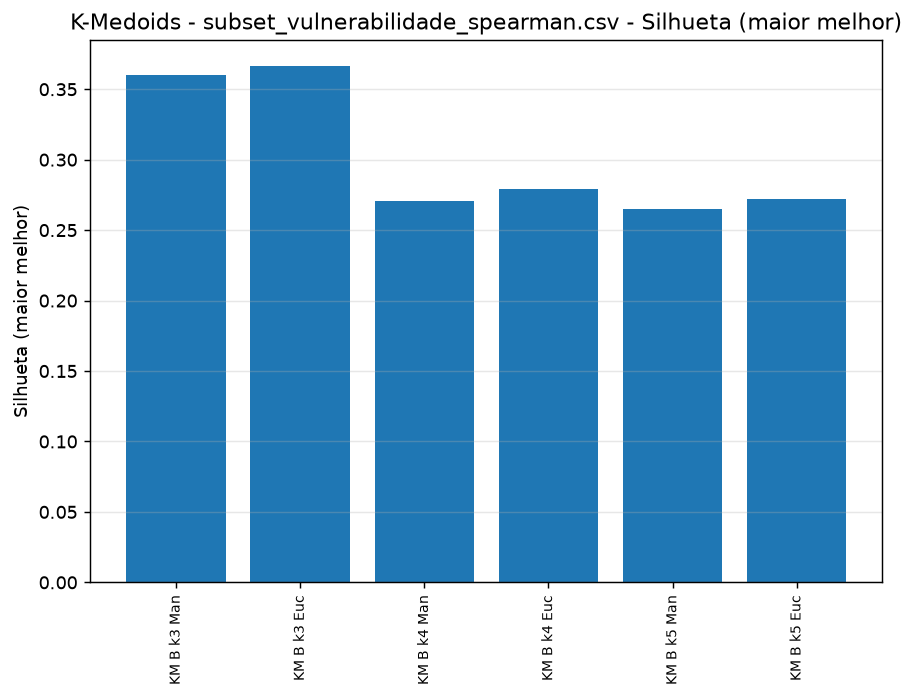 K-Medoids - subset_vulnerabilidade_spearman.csv - Silhueta (maior melhor)
Silhueta (maior melhor)
0.35
0.30
0.25
0.20
0.15
0.10
0.05
0.00
KM B k3 Man
KM B k3 Euc
KM B k4 Man
KM B k4 Euc
KM B k5 Man
KM B k5 Euc